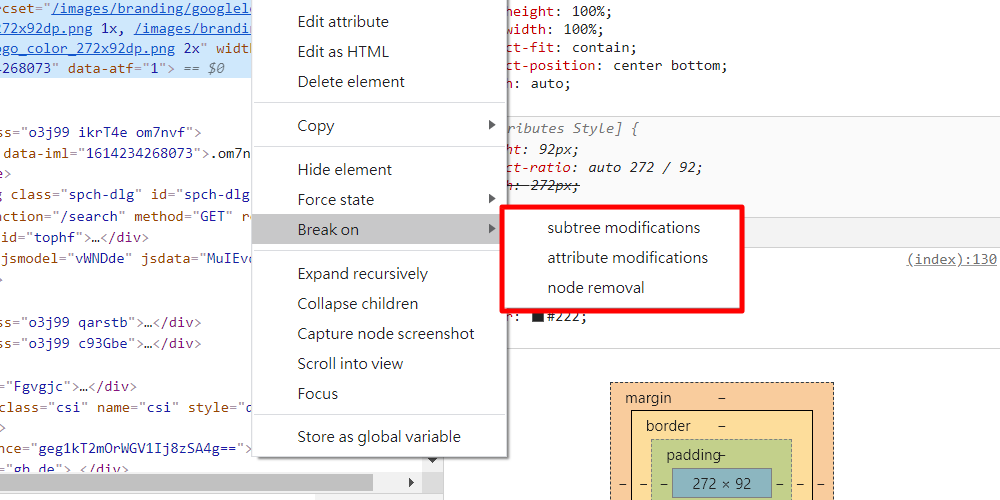 rcset="/images/branding/googlelo
272x92dp.png 1x, /images/brandin
ogo_color_272x92dp.png 2x" width
4268073" data-atf="1"> == $0
ss="o3j99 ikrT4e om7nvf">
data-iml="1614234268073">.om7n
e>
g class="spch-dlg" id="spch-dlg
action="/search" method="GET" r
id="tophf">…</div>
jsmodel="vWNDde" jsdata="MuIEv
>
ss="o3j99 qarstb">…</div>
ss="o3j99 c93Gbe">…</div>
="Fgvgjc">…</div>
class="csi" name="csi" style="d
>
nce="geg1kT2mOrWGV1Ij8zSA4g==">
="gb_de"> </div>
Edit attribute
Edit as HTML
Delete element
Copy
Hide element
Force state
Break on
Expand recursively
Collapse children
Capture node screenshot
Scroll into view
Focus
Store as global variable
subtree modifications
attribute modifications
node removal
height: 100%;
width: 100%;
ct-fit: contain;
ct-position: center bottom;
n: auto;
ributes Style] {
ht: 92px;
ct-ratio: auto 272 / 92;
h: 272px;
(index):130
r: #222;
margin –
border –
padding–
– – – 272 × 92 – – –